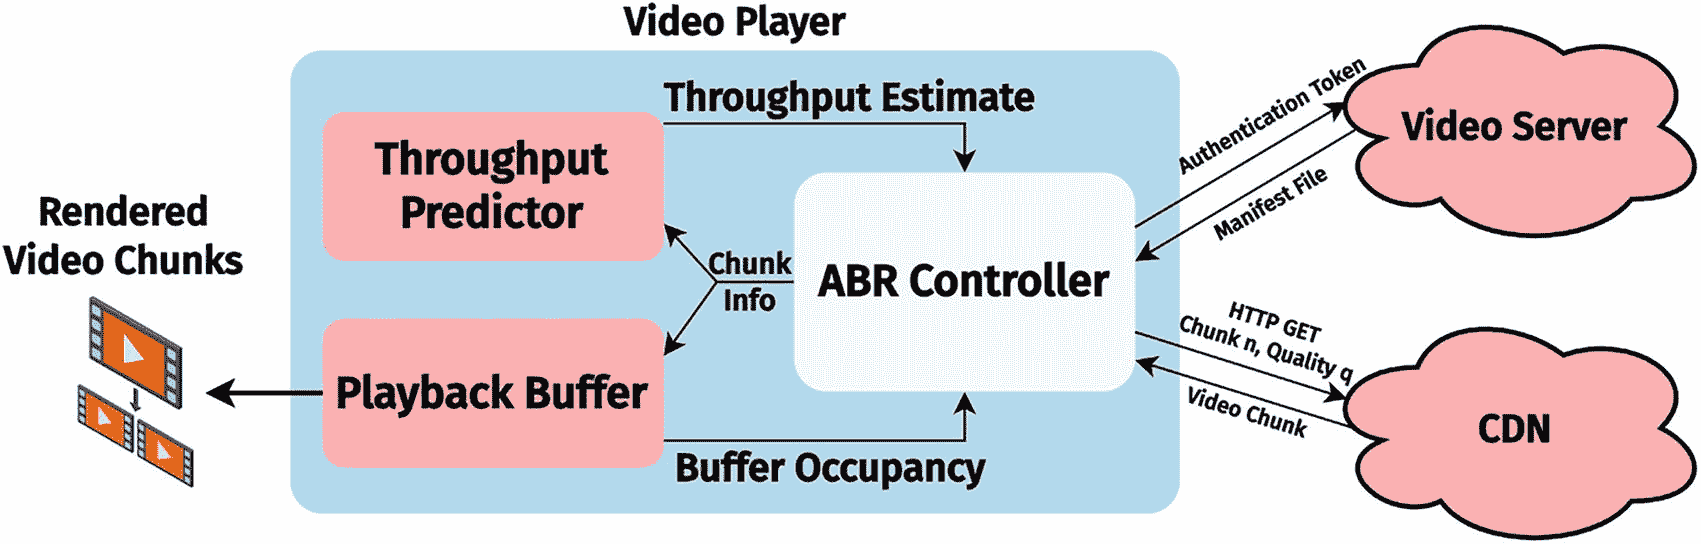 Video Player
Throughput Estimate
Throughput
Predictor
Rendered
Video Chunks
Chunk
Info
ABR Controller
Playback Buffer
Buffer Occupancy
Authentication Token
Manifest File
Video Server
HTTP GET
Chunk n, Quality q
Video Chunk
CDN